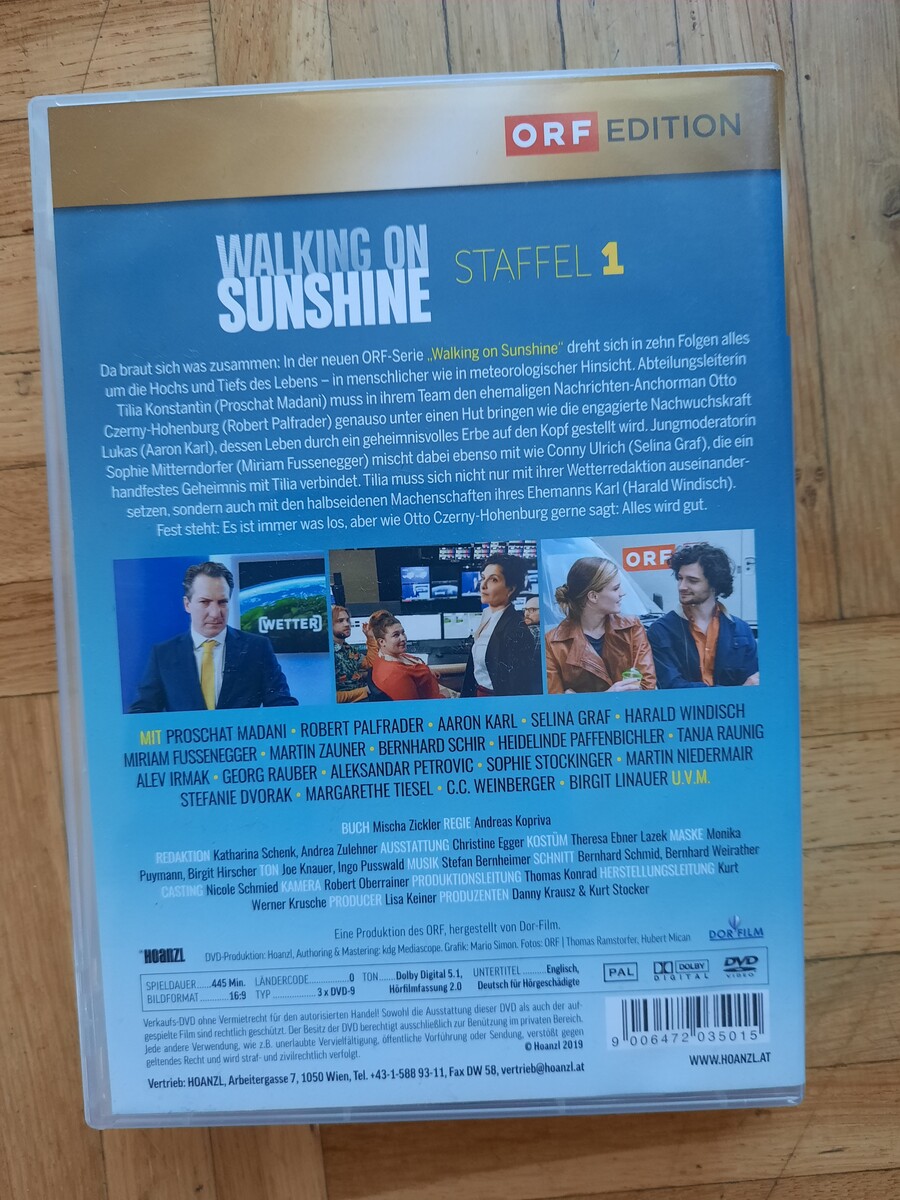 ORF EDITION
WALKING ON
SUNSHINE
STAFFEL 1
Da braut sich was zusammen: In der neuen ORF-Serie „Walking on Sunshine“ dreht sich in zehn Folgen alles
um die Hochs und Tiefs des Lebens – in menschlicher wie in meteorologischer Hinsicht. Abteilungsleiterin
Tilia Konstantin (Proschat Madani) muss in ihrem Team den ehemaligen Nachrichten-Anchorman Otto
Czerny-Hohenburg (Robert Palfrader) genauso unter einen Hut bringen wie die engagierte Nachwuchskraft
Lukas (Aaron Karl), dessen Leben durch ein geheimnisvolles Erbe auf den Kopf gestellt wird. Jungmoderatorin
Sophie Mitterndorfer (Miriam Fussenegger) mischt dabei ebenso mit wie Conny Ulrich (Selina Graf), die ein
handfestes Geheimnis mit Tilia verbindet. Tilia muss sich nicht nur mit ihrer Wetterredaktion auseinander-
setzen, sondern auch mit den halbseidenen Machenschaften ihres Ehemanns Karl (Harald Windisch).
Fest steht: Es ist immer was los, aber wie Otto Czerny-Hohenburg gerne sagt: Alles wird gut.
[WETTER]
ORF
MIT PROSCHAT MADANI • ROBERT PALFRADER • AARON KARL • SELINA GRAF • HARALD WINDISCH
MIRIAM FUSSENEGGER • MARTIN ZAUNER • BERNHARD SCHIR • HEIDELINDE PAFFENBICHLER • TANJA RAUNIG
ALEV IRMAK • GEORG RAUBER • ALEKSANDAR PETROVIC • SOPHIE STOCKINGER • MARTIN NIEDERMAIR
STEFANIE DVORAK • MARGARETHE TIESEL • C.C. WEINBERGER • BIRGIT LINAUER U.V.M.
BUCH Mischa Zickler REGIE Andreas Kopriva
REDAKTION Katharina Schenk, Andrea Zulehner AUSSTATTUNG Christine Egger KOSTÜM Theresa Ebner Lazek MASKE Monika
Puymann, Birgit Hirscher TON Joe Knauer, Ingo Pusswald MUSIK Stefan Bernheimer SCHNITT Bernhard Schmid, Bernhard Weirather
CASTING Nicole Schmied KAMERA Robert Oberrainer PRODUKTIONSLEITUNG Thomas Konrad HERSTELLUNGSLEITUNG Kurt
Werner Krusche PRODUCER Lisa Keiner PRODUZENTEN Danny Krausz & Kurt Stocker
Eine Produktion des ORF, hergestellt von Dor-Film.
HOANZL
DVD-Produktion: Hoanzl, Authoring & Mastering: kdg Mediascope. Grafik: Mario Simon. Fotos: ORF | Thomas Ramstorfer, Hubert Mican
DOR FILM
SPIELDAUER......445 Min. LÄNDERCODE..........0 TON......Dolby Digital 5.1, UNTERTITEL..........Englisch,
BILDFORMAT..........16:9 TYP..............3 x DVD-9 Hörfilmfassung 2.0 Deutsch für Hörgeschädigte
PAL
DOLBY
DIGITAL
DVD
VIDEO
Verkaufs-DVD ohne Vermietrecht für den autorisierten Handel! Sowohl die Ausstattung dieser DVD als auch der auf-
gespielte Film sind rechtlich geschützt. Der Besitz der DVD berechtigt ausschließlich zur Benützung im privaten Bereich.
Jede andere Verwendung, wie z.B. unerlaubte Vervielfältigung, öffentliche Vorführung oder Sendung, verstößt gegen
geltendes Recht und wird straf- und zivilrechtlich verfolgt.
© Hoanzl 2019
9 006472 035015
Vertrieb: HOANZL, Arbeitergasse 7, 1050 Wien, Tel. +43-1-588 93-11, Fax DW 58, vertrieb@hoanzl.at
WWW.HOANZL.AT